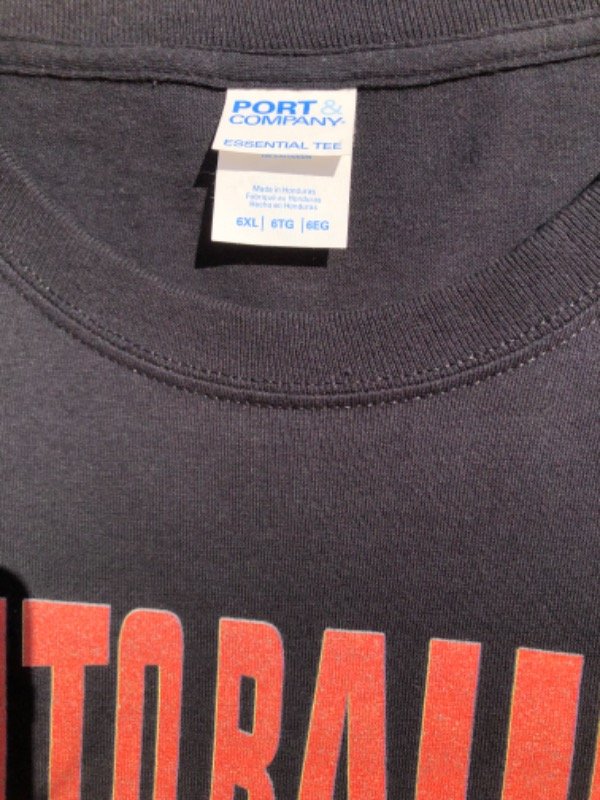 PORT &
COMPANY
ESSENTIAL TEE
Made in Honduras
Fabriqué au Honduras
Hecho en Honduras
6XL | 6TG | 6EG